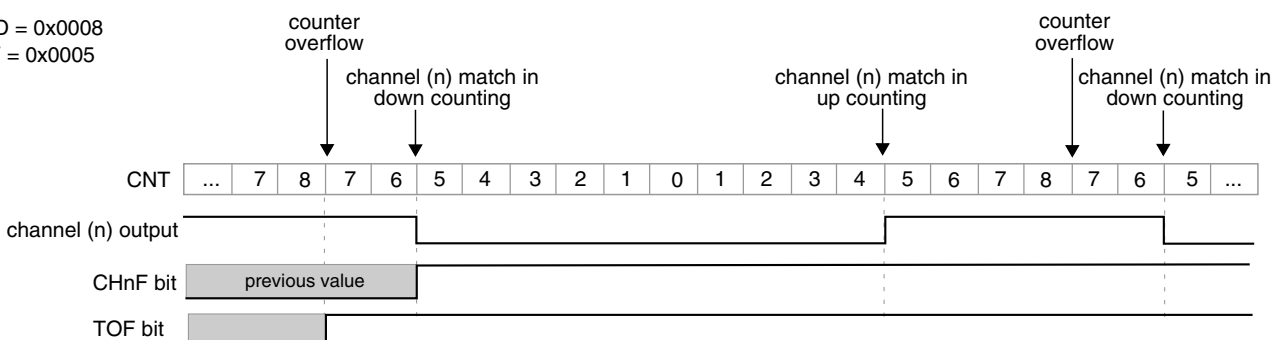 = 0x0008
= 0x0005
counter
overflow
channel (n) match in
down counting
channel (n) match in
up counting
counter
overflow
channel (n) match in
down counting
CNT ... 7 8 7 6 5 4 3 2 1 0 1 2 3 4 5 6 7 8 7 6 5 ...
channel (n) output
CHnF bit previous value
TOF bit